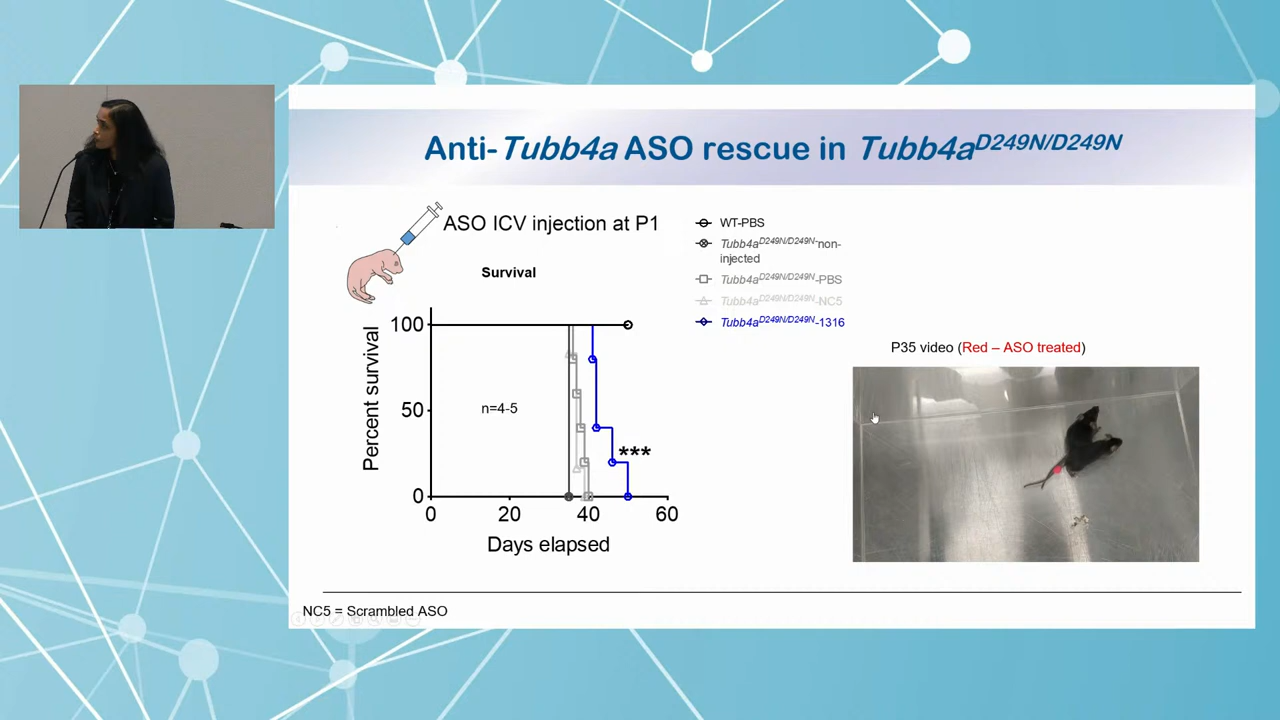 Anti-Tubb4a ASO rescue in Tubb4aD249N/D249N
ASO ICV injection at P1
Survival
WT-PBS
Tubb4aD249N/D249N-non-
injected
Tubb4aD249N/D249N-PBS
Tubb4aD249N/D249N-NC5
Tubb4aD249N/D249N-1316
Percent survival
100
50
0
n=4-5
***
0 20 40 60
Days elapsed
P35 video (Red – ASO treated)
NC5 = Scrambled ASO